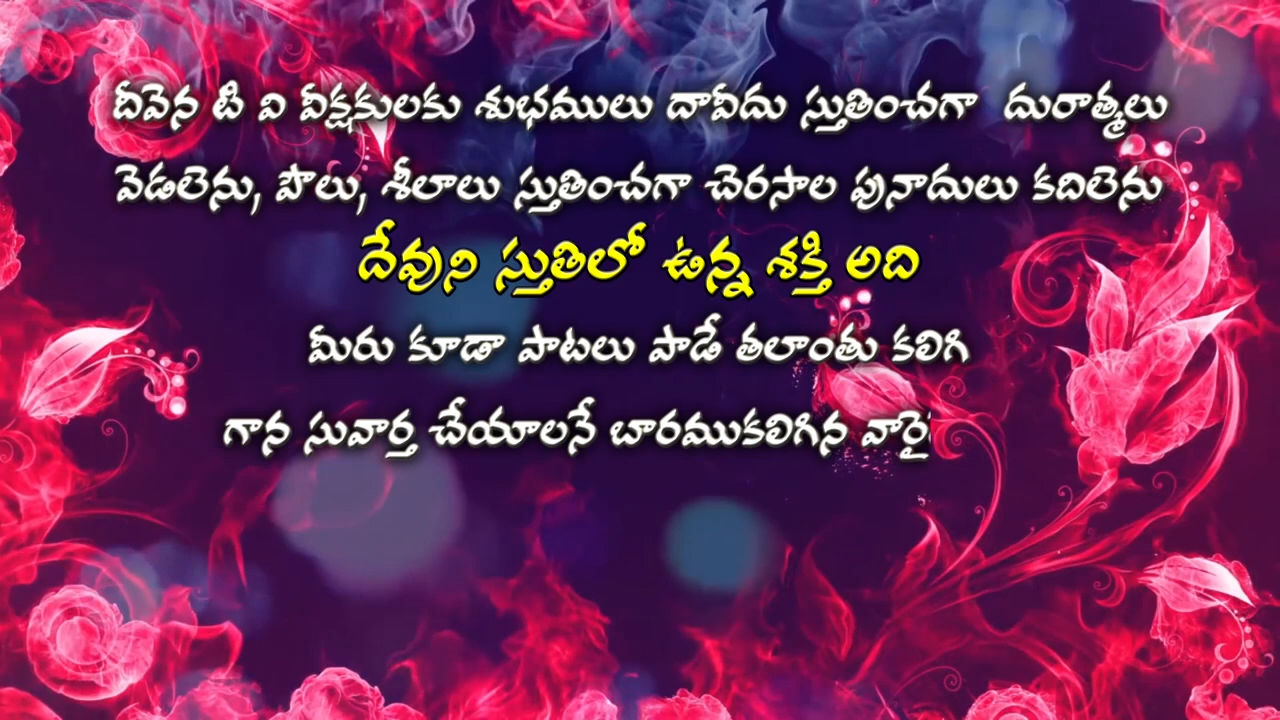 దీవెన టి వి వీక్షకులకు శుభములు దావీదు స్తుతించగా దురాత్మలు
వెడలెను, పౌలు, శీలాలు స్తుతించగా చెరసాల పునాదులు కదిలెను
దేవుని స్తుతిలో ఉన్న శక్తి అది
మీరు కూడా పాటలు పాడే తలాంతు కలిగి
గాన సువార్త చేయాలనే బారముకలిగిన